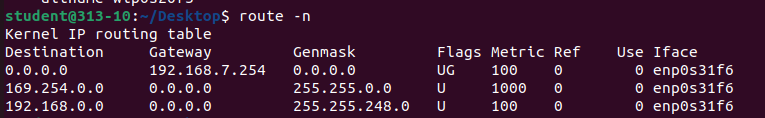 student@313-10:~/Desktop$ route -n
Kernel IP routing table
Destination     Gateway         Genmask         Flags Metric Ref    Use Iface
0.0.0.0         192.168.7.254   0.0.0.0         UG    100    0        0 enp0s31f6
169.254.0.0     0.0.0.0         255.255.0.0     U     1000   0        0 enp0s31f6
192.168.0.0     0.0.0.0         255.255.248.0   U     100    0        0 enp0s31f6